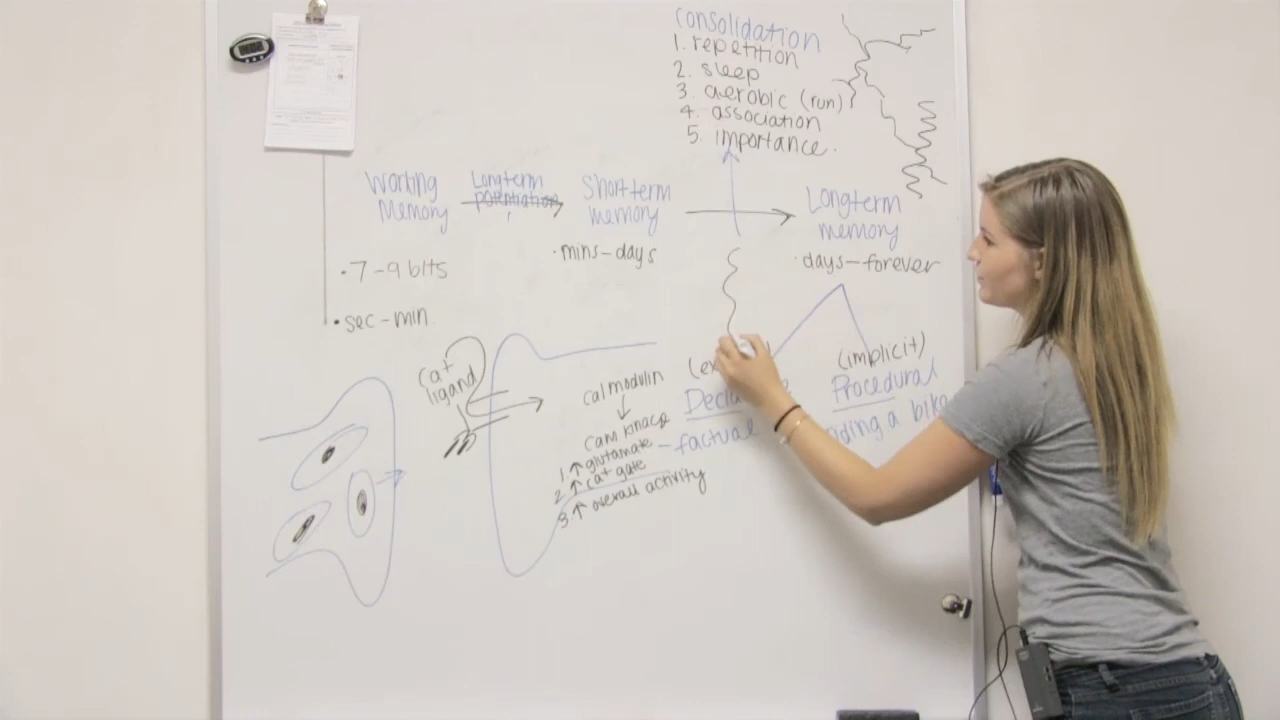 Consolidation
1. repetition
2. sleep
3. aerobic (run)
4. association
5. importance.
Working
Memory
Longterm
potentiation
Short term
memory
Longterm
memory
• 7-9 bits
• sec-min
• mins-days
• days-forever
Ca+
ligand
calmodulin
cam kinace
1 ↑ glutamate
2 ↑ ca+ gate
3. ↑ overall activity
(implicit)
Procedural
- factual
a bike